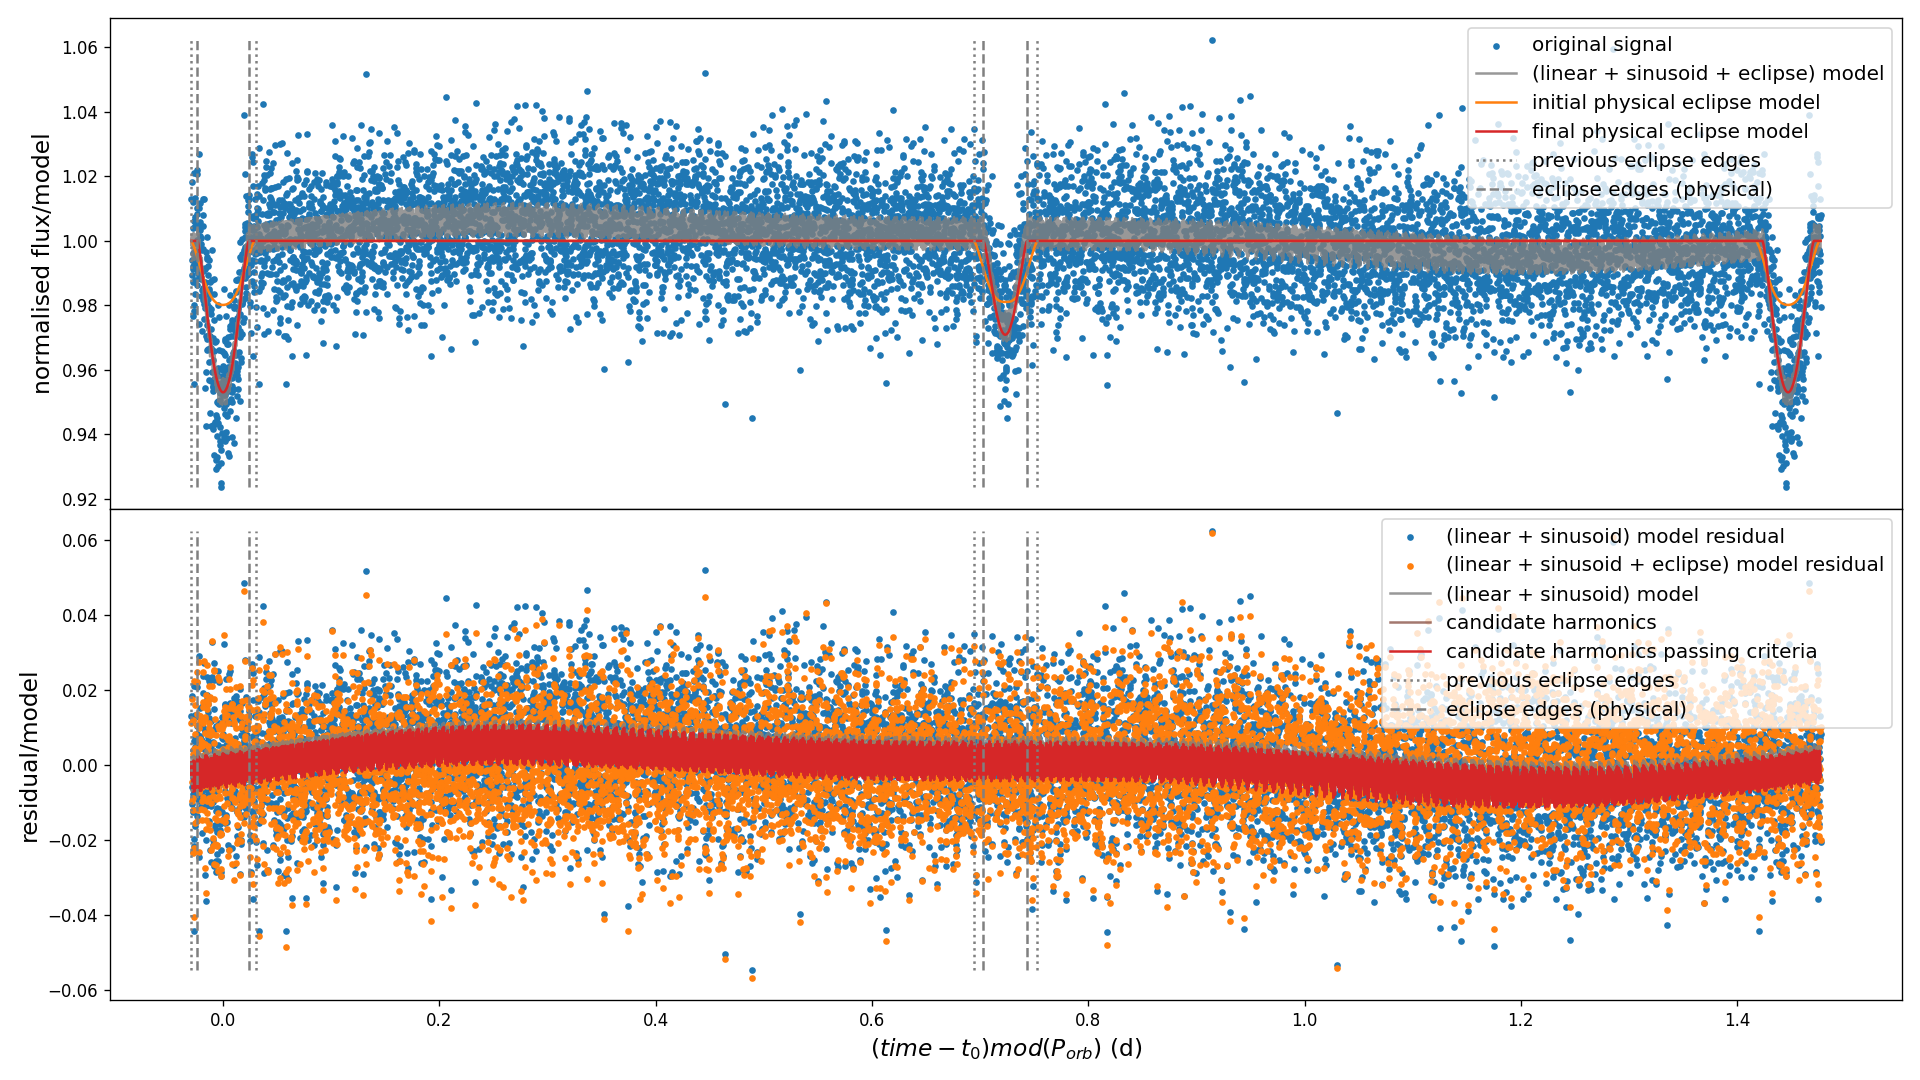 normalised flux/model
1.06
1.04
1.02
1.00
0.98
0.96
0.94
0.92
original signal
(linear + sinusoid + eclipse) model
initial physical eclipse model
final physical eclipse model
previous eclipse edges
eclipse edges (physical)
residual/model
0.06
0.04
0.02
0.00
−0.02
−0.04
−0.06
(linear + sinusoid) model residual
(linear + sinusoid + eclipse) model residual
(linear + sinusoid) model
candidate harmonics
candidate harmonics passing criteria
previous eclipse edges
eclipse edges (physical)
0.0 0.2 0.4 0.6 0.8 1.0 1.2 1.4
(time − t₀)mod(P_orb) (d)